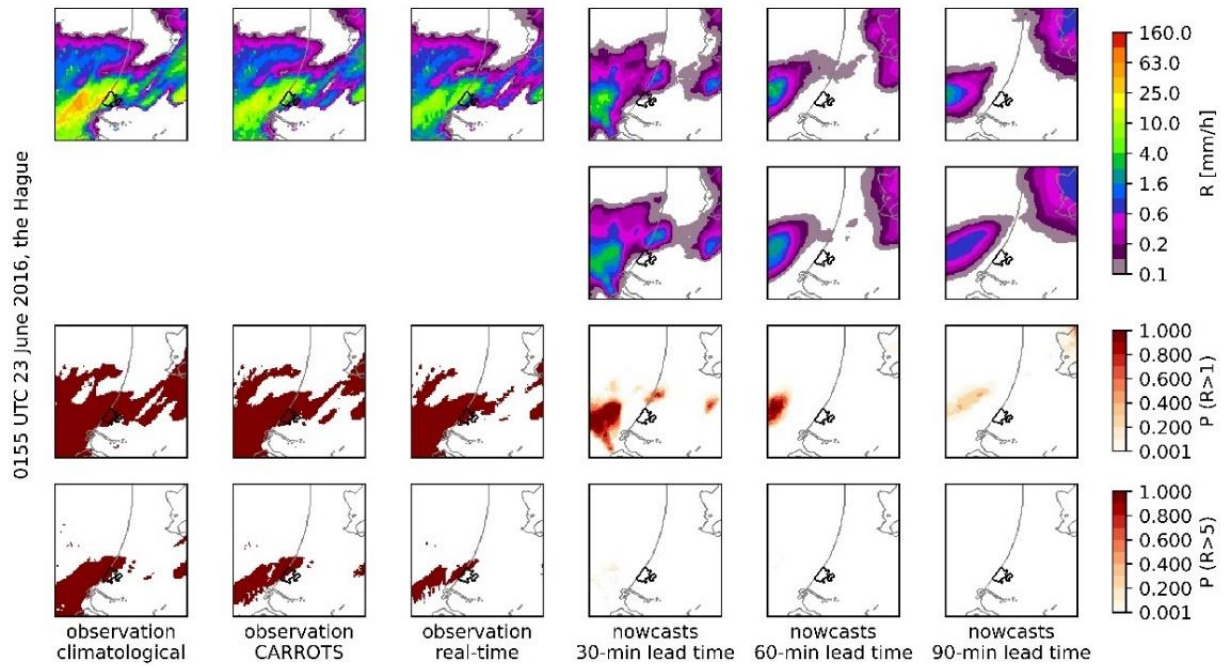 0155 UTC 23 June 2016, the Hague
160.0
63.0
25.0
10.0
4.0
1.6
0.6
0.2
0.1
R [mm/h]
1.000
0.800
0.600
0.400
0.200
0.001
P (R>1)
1.000
0.800
0.600
0.400
0.200
0.001
P (R>5)
observation
climatological
observation
CARROTS
observation
real-time
nowcasts
30-min lead time
nowcasts
60-min lead time
nowcasts
90-min lead time